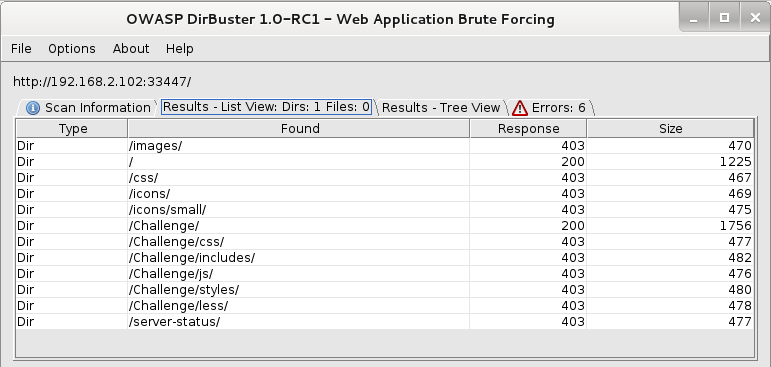 OWASP DirBuster 1.0-RC1 - Web Application Brute Forcing
File Options About Help
http://192.168.2.102:33447/
Scan Information Results - List View: Dirs: 1 Files: 0 Results - Tree View Errors: 6
Type Found Response Size
Dir /images/ 403 470
Dir / 200 1225
Dir /css/ 403 467
Dir /icons/ 403 469
Dir /icons/small/ 403 475
Dir /Challenge/ 200 1756
Dir /Challenge/css/ 403 477
Dir /Challenge/includes/ 403 482
Dir /Challenge/js/ 403 476
Dir /Challenge/styles/ 403 480
Dir /Challenge/less/ 403 478
Dir /server-status/ 403 477